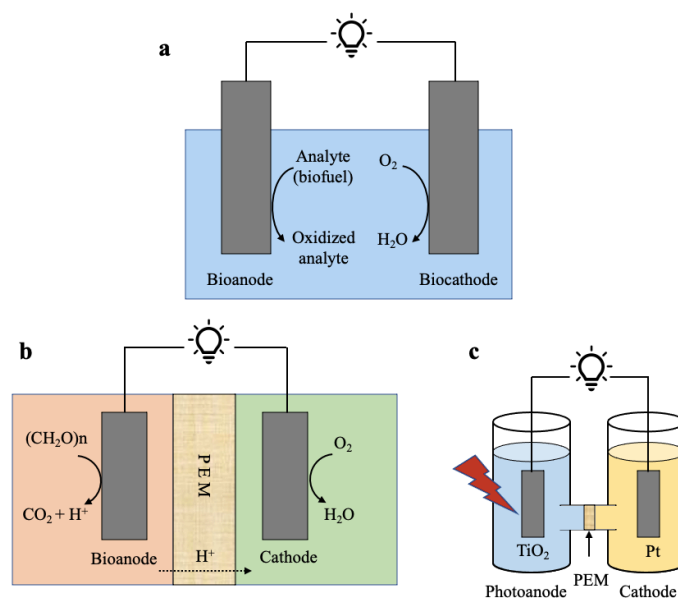 a
Analyte
(biofuel)
O₂
Oxidized
analyte
H₂O
Bioanode
Biocathode
b
(CH₂O)n
CO₂ + H⁺
PEM
O₂
H₂O
Bioanode
H⁺
Cathode
c
TiO₂
Pt
PEM
Photoanode
Cathode